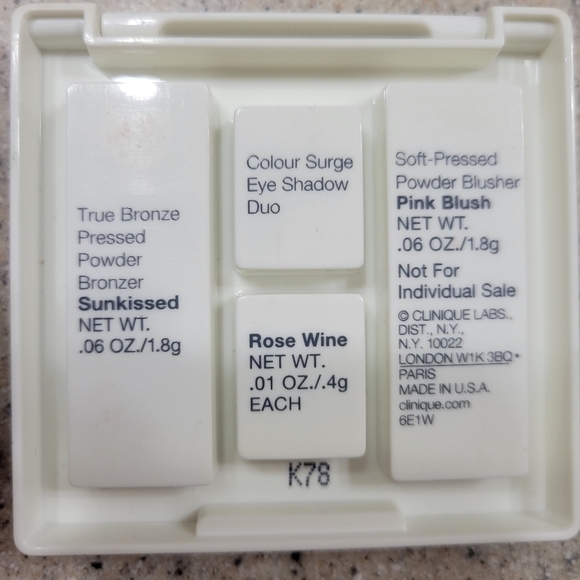 True Bronze
Pressed
Powder
Bronzer
Sunkissed
NET WT.
.06 OZ./1.8g
Colour Surge
Eye Shadow
Duo
Rose Wine
NET WT.
.01 OZ./.4g
EACH
K78
Soft-Pressed
Powder Blusher
Pink Blush
NET WT.
.06 OZ./1.8g
Not For
Individual Sale
© CLINIQUE LABS.,
DIST., N.Y.,
N.Y. 10022
LONDON W1K 3BQ •
PARIS
MADE IN U.S.A.
clinique.com
6E1W